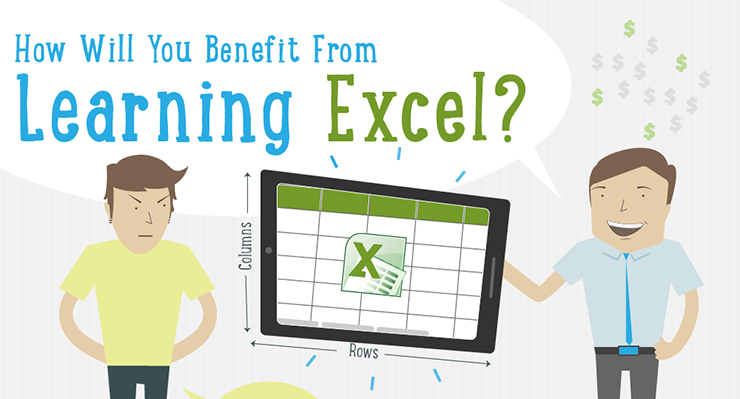 How Will You Benefit From
Learning Excel?
$ $ $ $ $ $ $ $ $ $ $ $ $ $
Columns
X
Rows